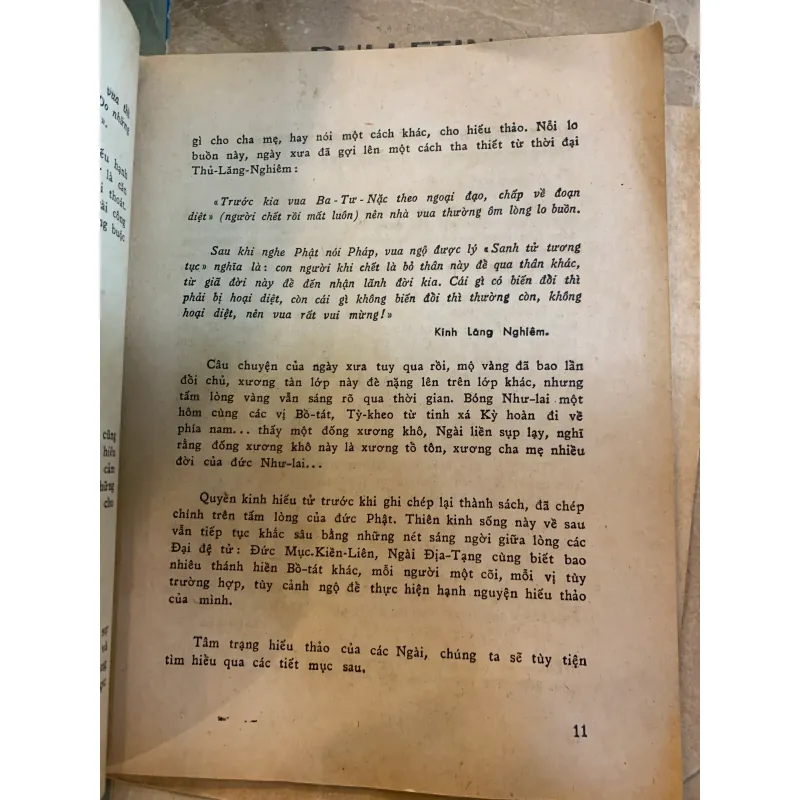 BULLETIN
vua thì
Do những
».
hành
là căn
thoát.
công
buộc
cũng
hiếu
cản
những
cho
gì cho cha mẹ, hay nói một cách khác, cho hiếu thảo. Nỗi lo
buồn này, ngày xưa đã gợi lên một cách tha thiết từ thời đại
Thủ-Lăng-Nghiêm :
«Trước kia vua Ba-Tư-Nặc theo ngoại đạo, chấp về đoạn
diệt» (người chết rồi mất luôn) nên nhà vua thường ôm lòng lo buồn.
Sau khi nghe Phật nói Pháp, vua ngộ được lý «Sanh tử tương
tục» nghĩa là : con người khi chết là bỏ thân này để qua thân khác,
từ giã đời này để đến nhận lãnh đời kia. Cái gì có biến đổi thì
phải bị hoại diệt, còn cái gì không biến đổi thì thường còn, không
hoại diệt, nên vua rất vui mừng!»
Kinh Lăng Nghiêm.
Câu chuyện của ngày xưa tuy qua rồi, mộ vàng đã bao lần
đổi chủ, xương tàn lớp này đè nặng lên trên lớp khác, nhưng
tấm lòng vàng vẫn sáng rõ qua thời gian. Bóng Như-lai một
hôm cùng các vị Bồ-tát, Tỳ-kheo từ tinh xá Kỳ hoàn đi về
phía nam... thấy một đống xương khô, Ngài liền sụp lạy, nghĩ
rằng đống xương khô này là xương tổ tôn, xương cha mẹ nhiều
đời của đức Như-lai...
Quyển kinh hiếu tử trước khi ghi chép lại thành sách, đã chép
chính trên tấm lòng của đức Phật. Thiên kinh sống này về sau
vẫn tiếp tục khắc sâu bằng những nét sáng ngời giữa lòng các
Đại đệ tử : Đức Mục.Kiền-Liên, Ngài Địa-Tạng cùng biết bao
nhiêu thánh hiền Bồ-tát khác, mỗi người một cõi, mỗi vị tùy
trường hợp, tùy cảnh ngộ để thực hiện hạnh nguyện hiếu thảo
của mình.
Tâm trạng hiếu thảo của các Ngài, chúng ta sẽ tùy tiện
tìm hiểu qua các tiết mục sau.
11